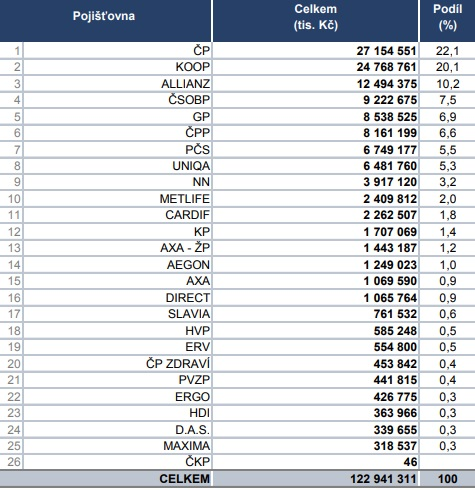 Pojišťovna Celkem (tis. Kč) Podíl (%)
1 ČP 27 154 551 22,1
2 KOOP 24 768 761 20,1
3 ALLIANZ 12 494 375 10,2
4 ČSOBP 9 222 675 7,5
5 GP 8 538 525 6,9
6 ČPP 8 161 199 6,6
7 PČS 6 749 177 5,5
8 UNIQA 6 481 760 5,3
9 NN 3 917 120 3,2
10 METLIFE 2 409 812 2,0
11 CARDIF 2 262 507 1,8
12 KP 1 707 069 1,4
13 AXA - ŽP 1 443 187 1,2
14 AEGON 1 249 023 1,0
15 AXA 1 069 590 0,9
16 DIRECT 1 065 764 0,9
17 SLAVIA 761 532 0,6
18 HVP 585 248 0,5
19 ERV 554 800 0,5
20 ČP ZDRAVÍ 453 842 0,4
21 PVZP 441 815 0,4
22 ERGO 426 775 0,3
23 HDI 363 966 0,3
24 D.A.S. 339 655 0,3
25 MAXIMA 318 537 0,3
26 ČKP 46
CELKEM 122 941 311 100